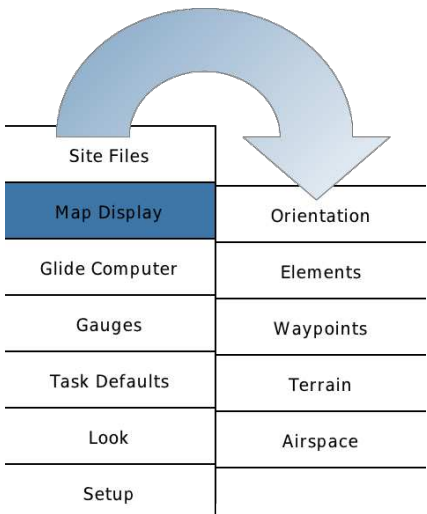 Site Files
Map Display
Glide Computer
Gauges
Task Defaults
Look
Setup
Orientation
Elements
Waypoints
Terrain
Airspace